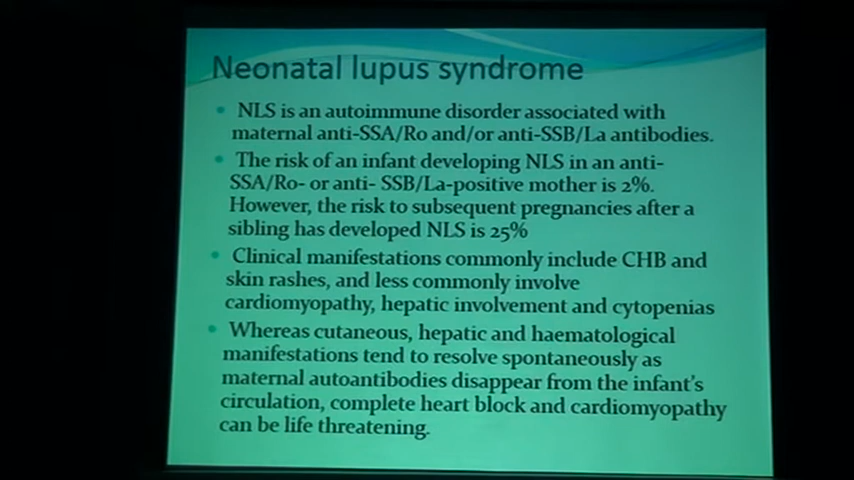 Neonatal lupus syndrome
NLS is an autoimmune disorder associated with
maternal anti-SSA/Ro and/or anti-SSB/La antibodies.
The risk of an infant developing NLS in an anti-
SSA/Ro- or anti- SSB/La-positive mother is 2%.
However, the risk to subsequent pregnancies after a
sibling has developed NLS is 25%
Clinical manifestations commonly include CHB and
skin rashes, and less commonly involve
cardiomyopathy, hepatic involvement and cytopenias
Whereas cutaneous, hepatic and haematological
manifestations tend to resolve spontaneously as
maternal autoantibodies disappear from the infant's
circulation, complete heart block and cardiomyopathy
can be life threatening.